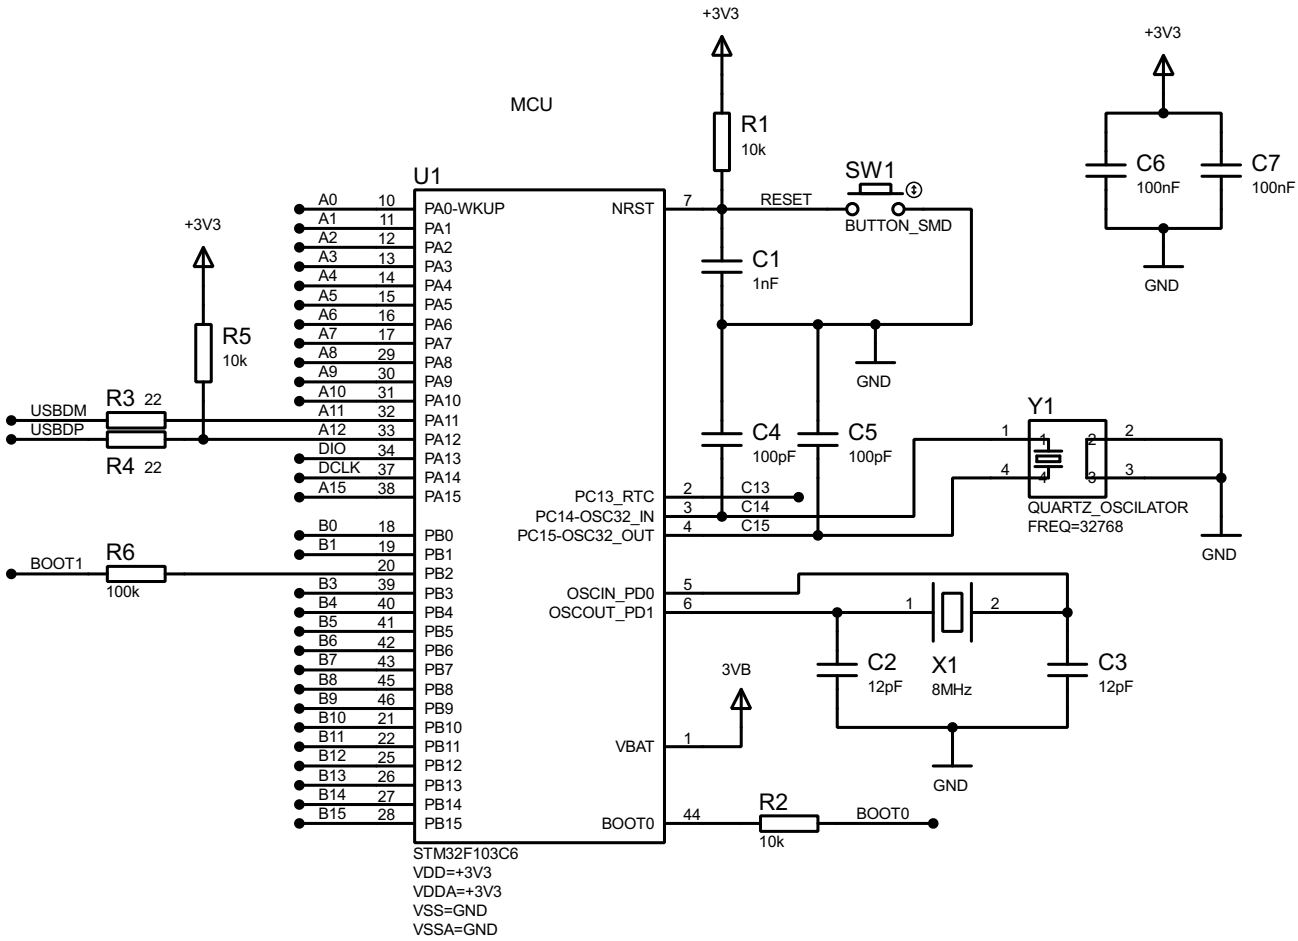 +3V3
+3V3
MCU
R1
10k
C6
100nF
C7
100nF
GND
U1
SW1
BUTTON_SMD
RESET
7 NRST
C1
1nF
GND
+3V3
R5
10k
A0 10 PA0-WKUP
A1 11 PA1
A2 12 PA2
A3 13 PA3
A4 14 PA4
A5 15 PA5
A6 16 PA6
A7 17 PA7
A8 29 PA8
A9 30 PA9
A10 31 PA10
USBDM R3 22 A11 32 PA11
USBDP R4 22 A12 33 PA12
DIO 34 PA13
DCLK 37 PA14
A15 38 PA15
B0 18 PB0
B1 19 PB1
BOOT1 R6 100k 20 PB2
B3 39 PB3
B4 40 PB4
B5 41 PB5
B6 42 PB6
B7 43 PB7
B8 45 PB8
B9 46 PB9
B10 21 PB10
B11 22 PB11
B12 25 PB12
B13 26 PB13
B14 27 PB14
B15 28 PB15
C4
100pF
C5
100pF
Y1
1 1 2 2
4 4 3 3
QUARTZ_OSCILATOR
FREQ=32768
GND
PC13_RTC 2 C13
PC14-OSC32_IN 3 C14
PC15-OSC32_OUT 4 C15
OSCIN_PD0 5
OSCOUT_PD1 6
1 2
C2
12pF
X1
8MHz
C3
12pF
GND
3VB
VBAT 1
BOOT0 44
R2
10k
BOOT0
STM32F103C6
VDD=+3V3
VDDA=+3V3
VSS=GND
VSSA=GND